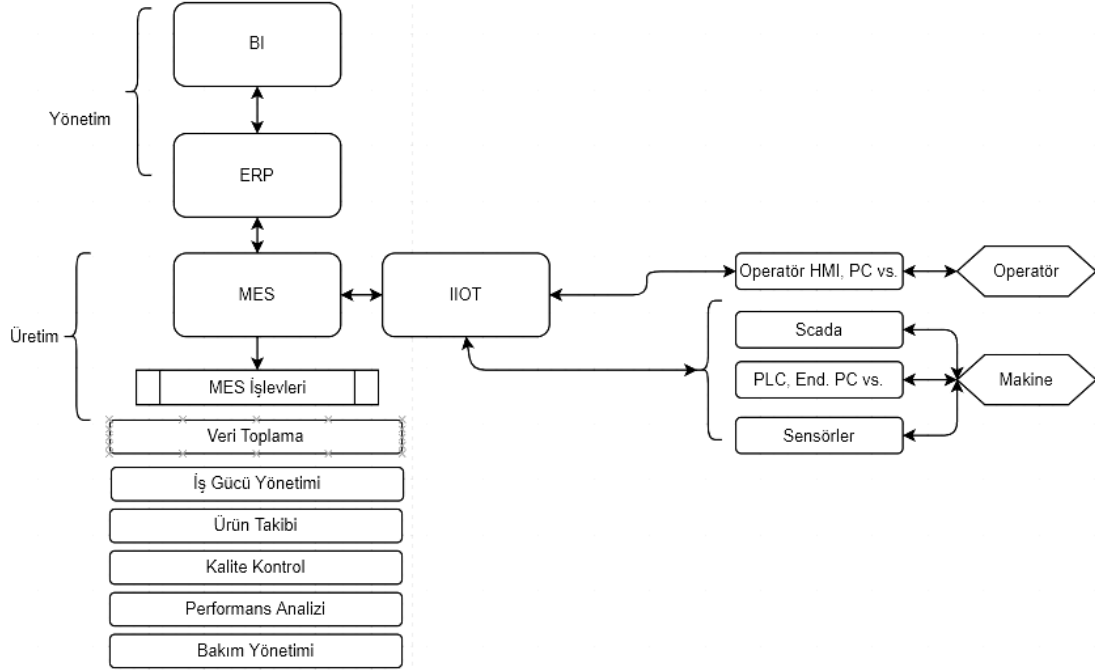 BI
Yönetim
ERP
MES
IIOT
Operatör HMI, PC vs.
Operatör
Üretim
Scada
MES İşlevleri
PLC, End. PC vs.
Makine
Veri Toplama
Sensörler
İş Gücü Yönetimi
Ürün Takibi
Kalite Kontrol
Performans Analizi
Bakım Yönetimi